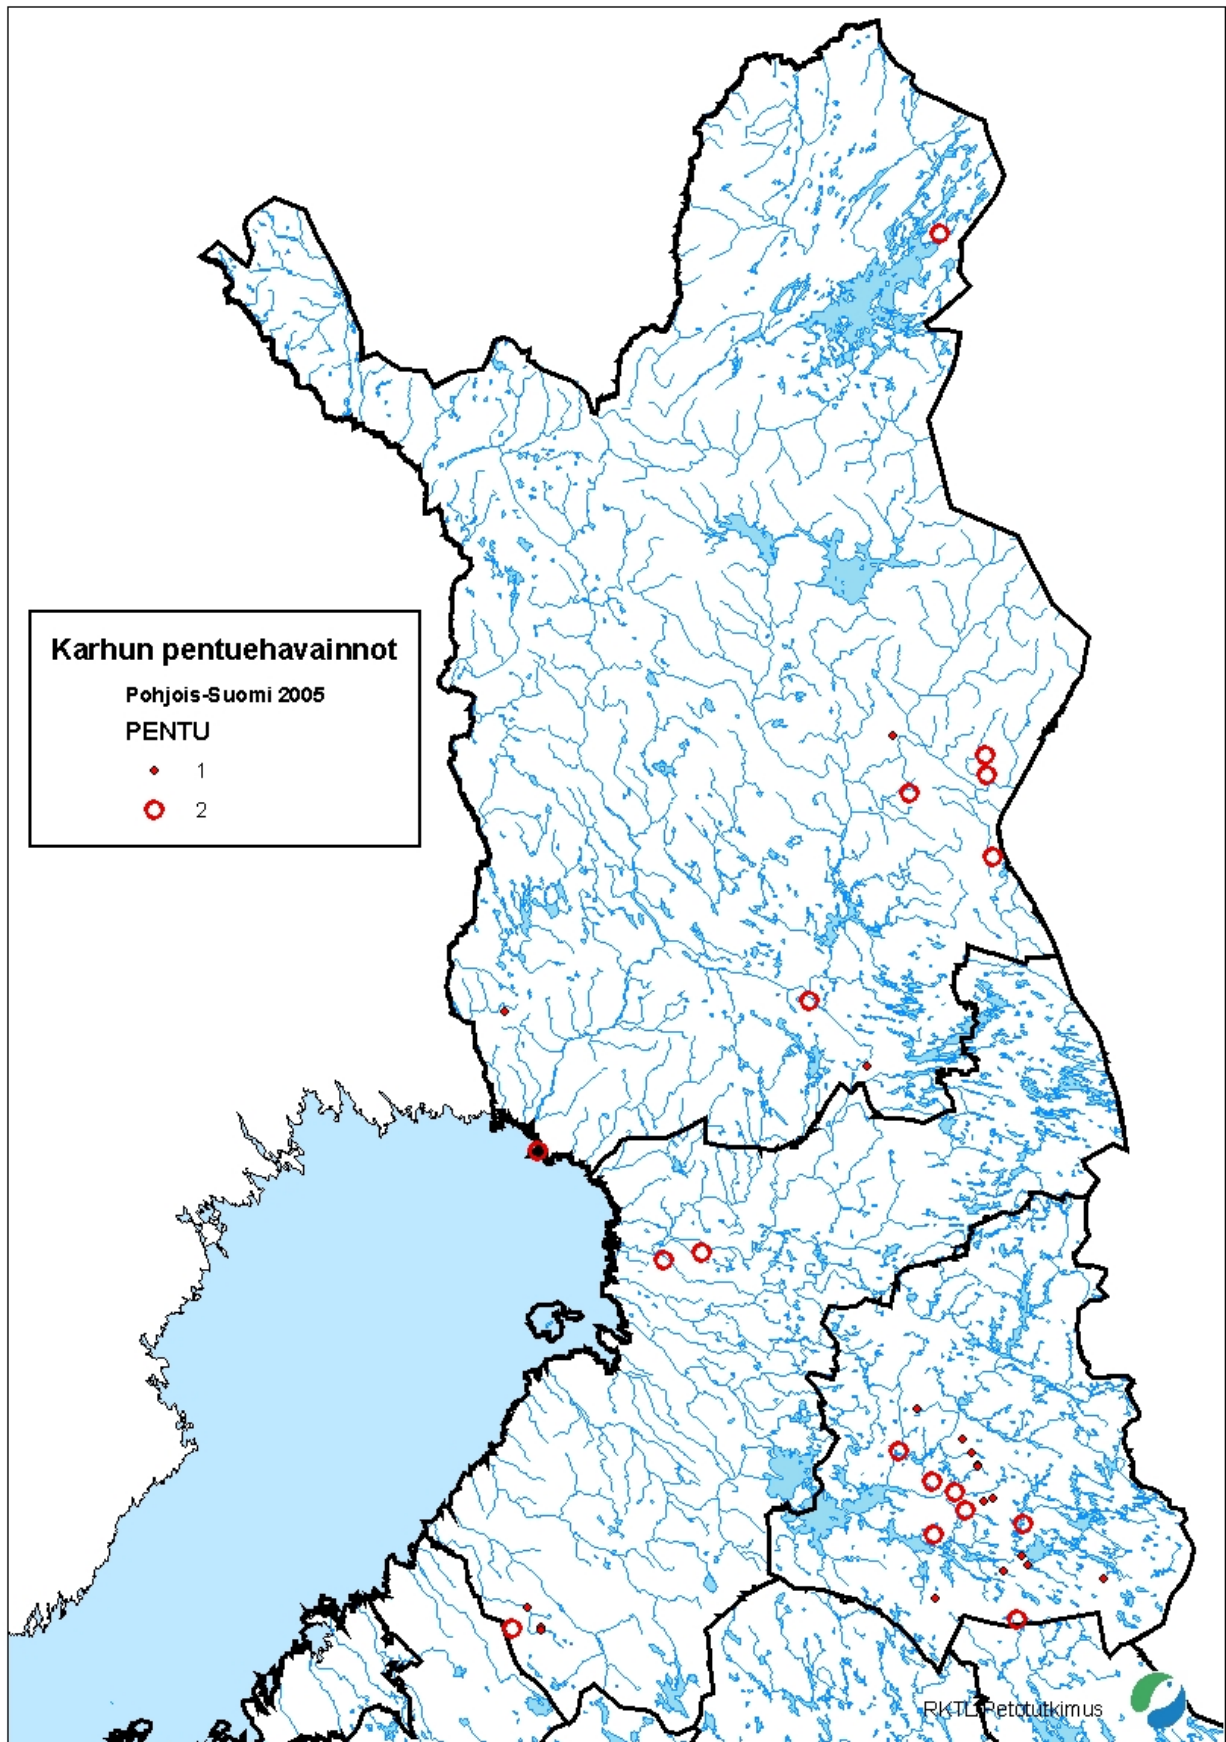 Karhun pentuehavainnot
Pohjois-Suomi 2005
PENTU
1
2
RKTL/Petotutkimus